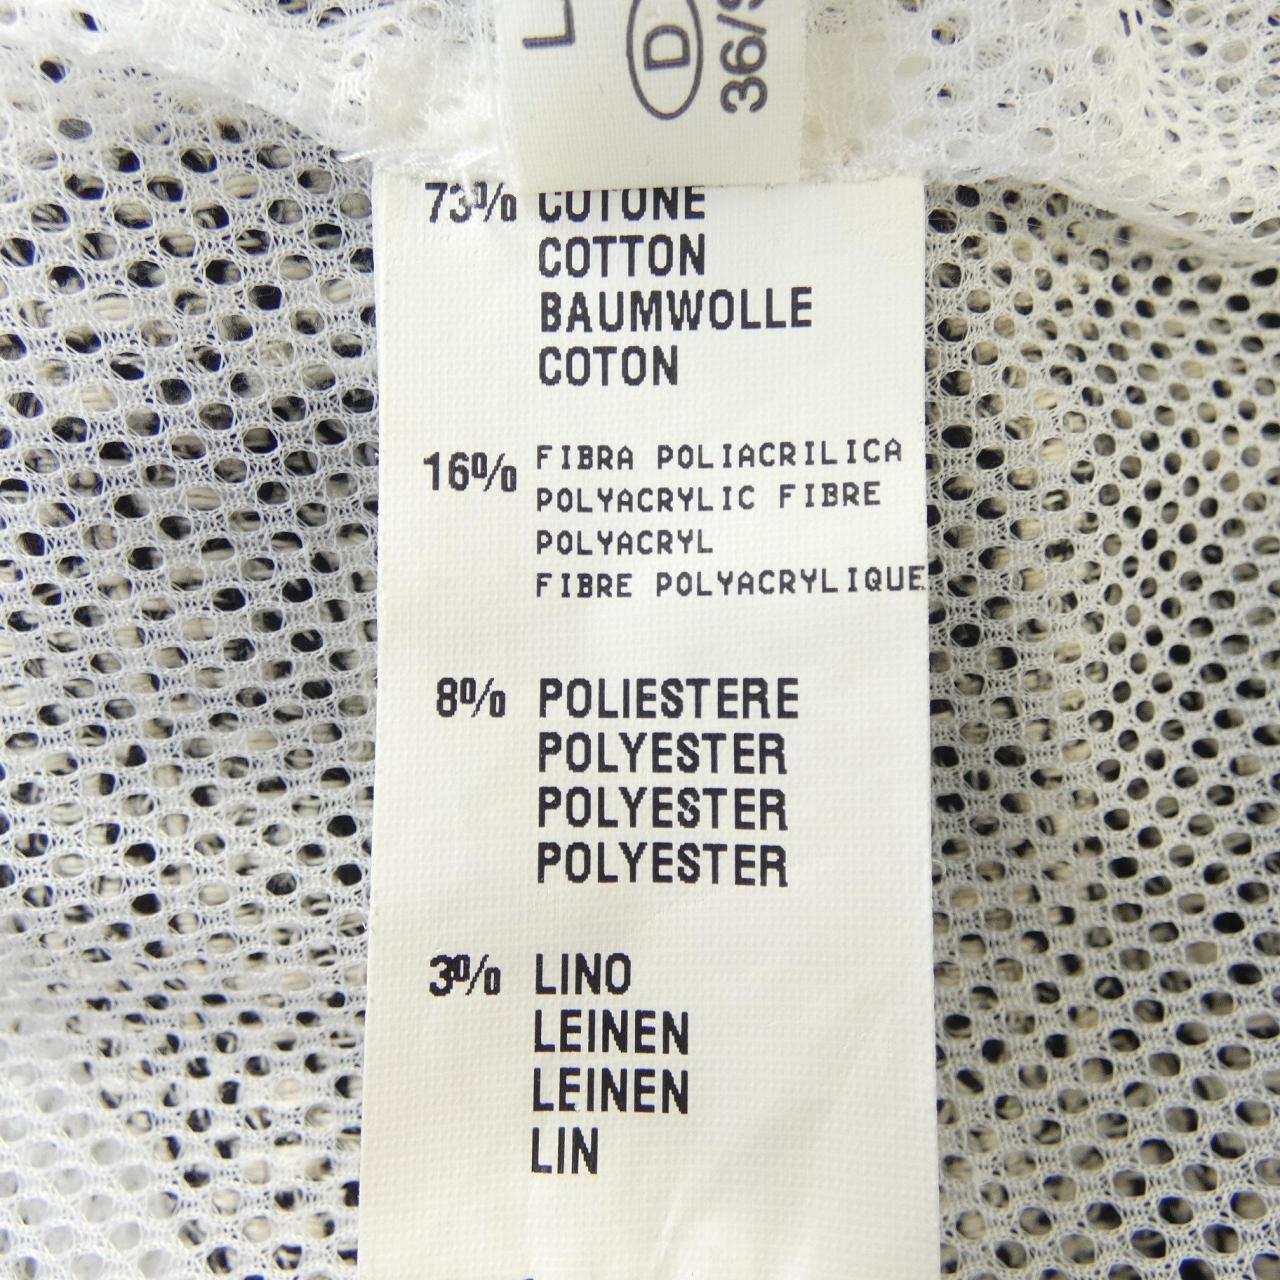 D
73% COTONE
COTTON
BAUMWOLLE
COTON
16% FIBRA POLIACRILICA
POLYACRYLIC FIBRE
POLYACRYL
FIBRE POLYACRYLIQUE
8% POLIESTERE
POLYESTER
POLYESTER
POLYESTER
3% LINO
LEINEN
LEINEN
LIN